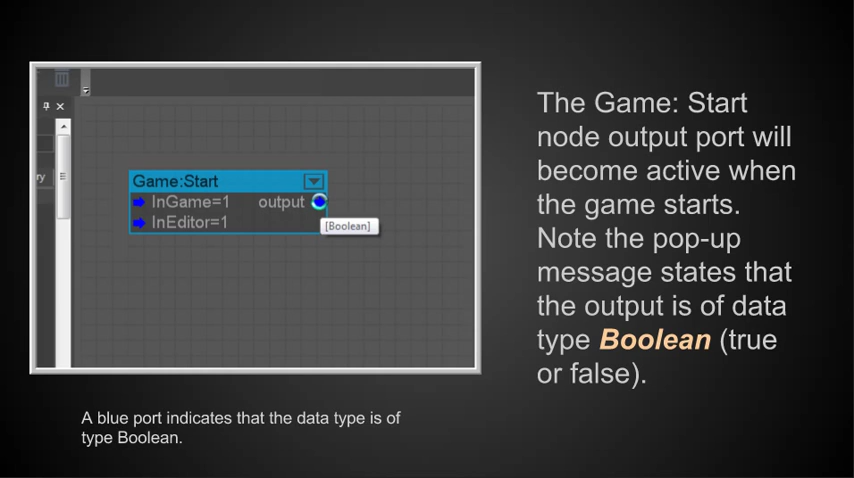 ry
Game:Start
InGame=1 output
InEditor=1
[Boolean]
The Game: Start
node output port will
become active when
the game starts.
Note the pop-up
message states that
the output is of data
type Boolean (true
or false).
A blue port indicates that the data type is of
type Boolean.